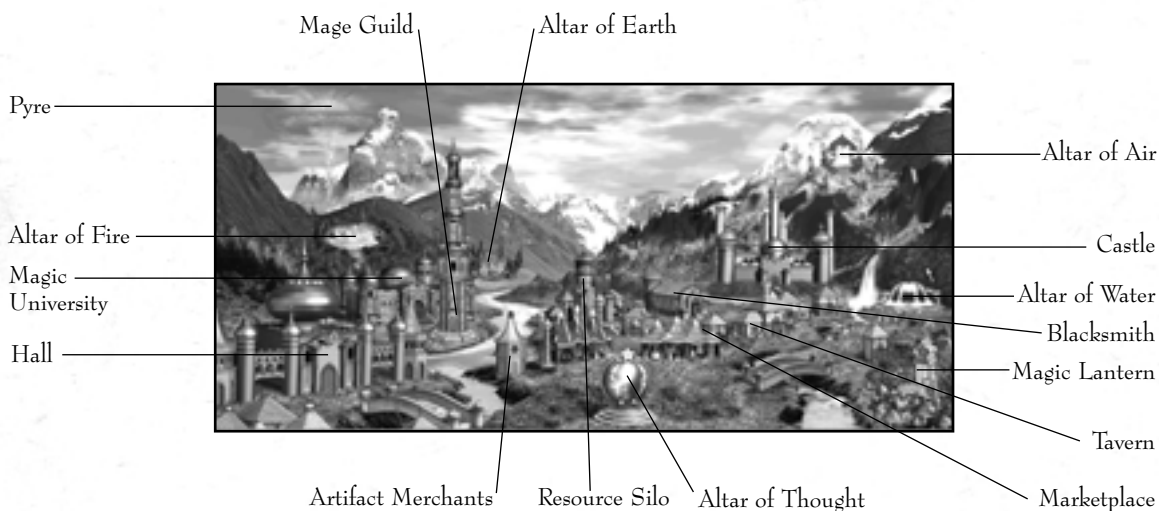 Mage Guild
Altar of Earth
Pyre
Altar of Air
Altar of Fire
Castle
Magic
University
Altar of Water
Blacksmith
Hall
Magic Lantern
Tavern
Artifact Merchants
Resource Silo
Altar of Thought
Marketplace